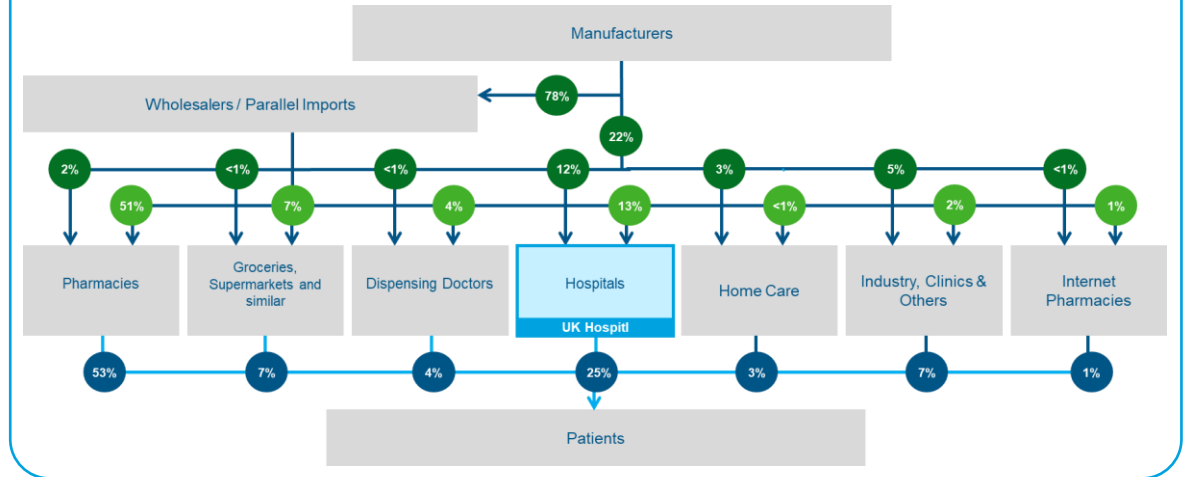 Manufacturers
Wholesalers / Parallel Imports
78%
22%
2%
<1%
<1%
12%
3%
5%
<1%
51%
7%
4%
13%
<1%
2%
1%
Pharmacies
Groceries,
Supermarkets and
similar
Dispensing Doctors
Hospitals
UK Hospitl
Home Care
Industry, Clinics &
Others
Internet
Pharmacies
53%
7%
4%
25%
3%
7%
1%
Patients